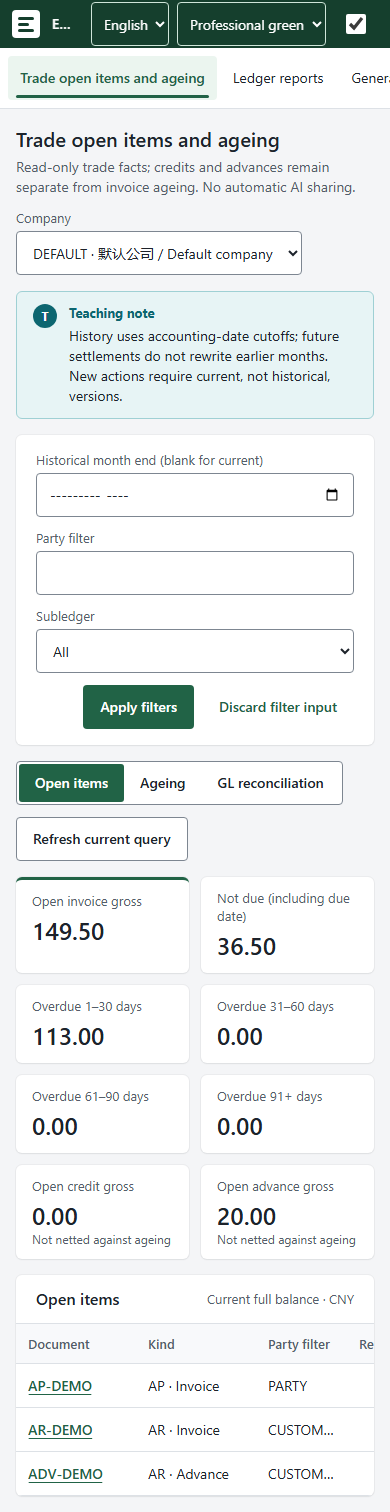 E...
English
Professional green
Trade open items and ageing
Ledger reports
Genera
Trade open items and ageing
Read-only trade facts; credits and advances remain
separate from invoice ageing. No automatic AI sharing.
Company
DEFAULT · 默认公司 / Default company
T
Teaching note
History uses accounting-date cutoffs; future
settlements do not rewrite earlier months.
New actions require current, not historical,
versions.
Historical month end (blank for current)
--------- ----
Party filter
Subledger
All
Apply filters
Discard filter input
Open items
Ageing
GL reconciliation
Refresh current query
Open invoice gross
149.50
Not due (including due
date)
36.50
Overdue 1–30 days
113.00
Overdue 31–60 days
0.00
Overdue 61–90 days
0.00
Overdue 91+ days
0.00
Open credit gross
0.00
Not netted against ageing
Open advance gross
20.00
Not netted against ageing
Open items
Current full balance · CNY
Document Kind Party filter Re
AP-DEMO AP · Invoice PARTY
AR-DEMO AR · Invoice CUSTOM...
ADV-DEMO AR · Advance CUSTOM...